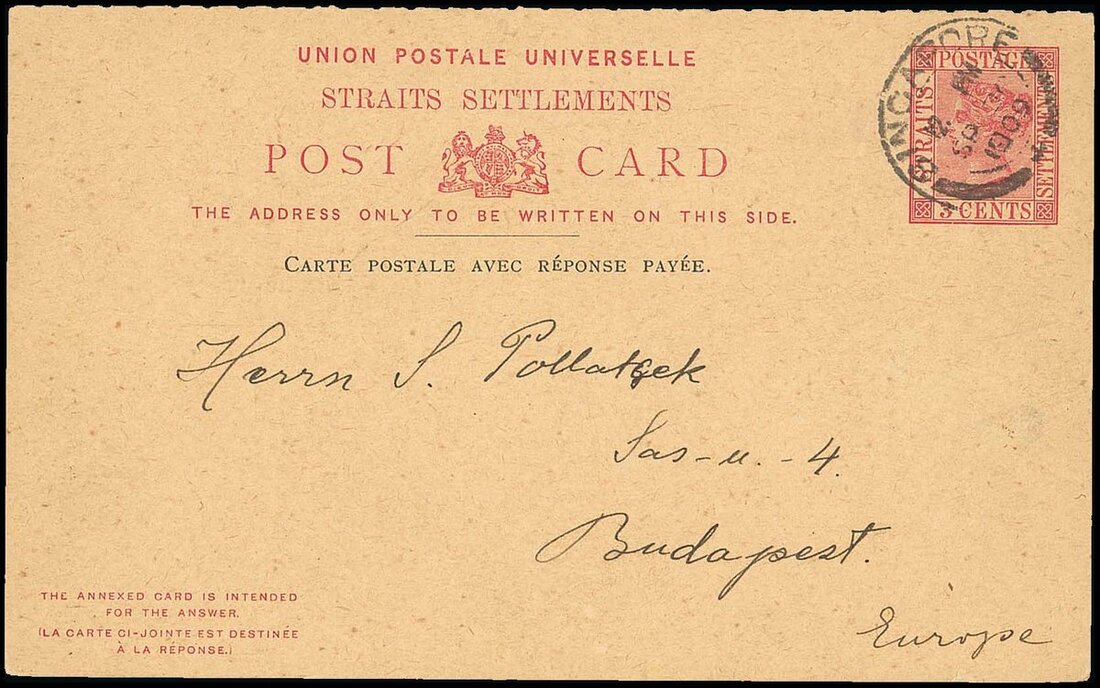 UNION POSTALE UNIVERSELLE
STRAITS SETTLEMENTS
POST CARD
THE ADDRESS ONLY TO BE WRITTEN ON THIS SIDE.
CARTE POSTALE AVEC RÉPONSE PAYÉE.
SINGAPORE
POSTAGE
STRAITS
SETTLEMENTS
3 CENTS
Herrn S. Pollatsek
Sas-u.-4.
Budapest.
Europe
THE ANNEXED CARD IS INTENDED
FOR THE ANSWER.
(LA CARTE CI-JOINTE EST DESTINÉE
À LA RÉPONSE.)